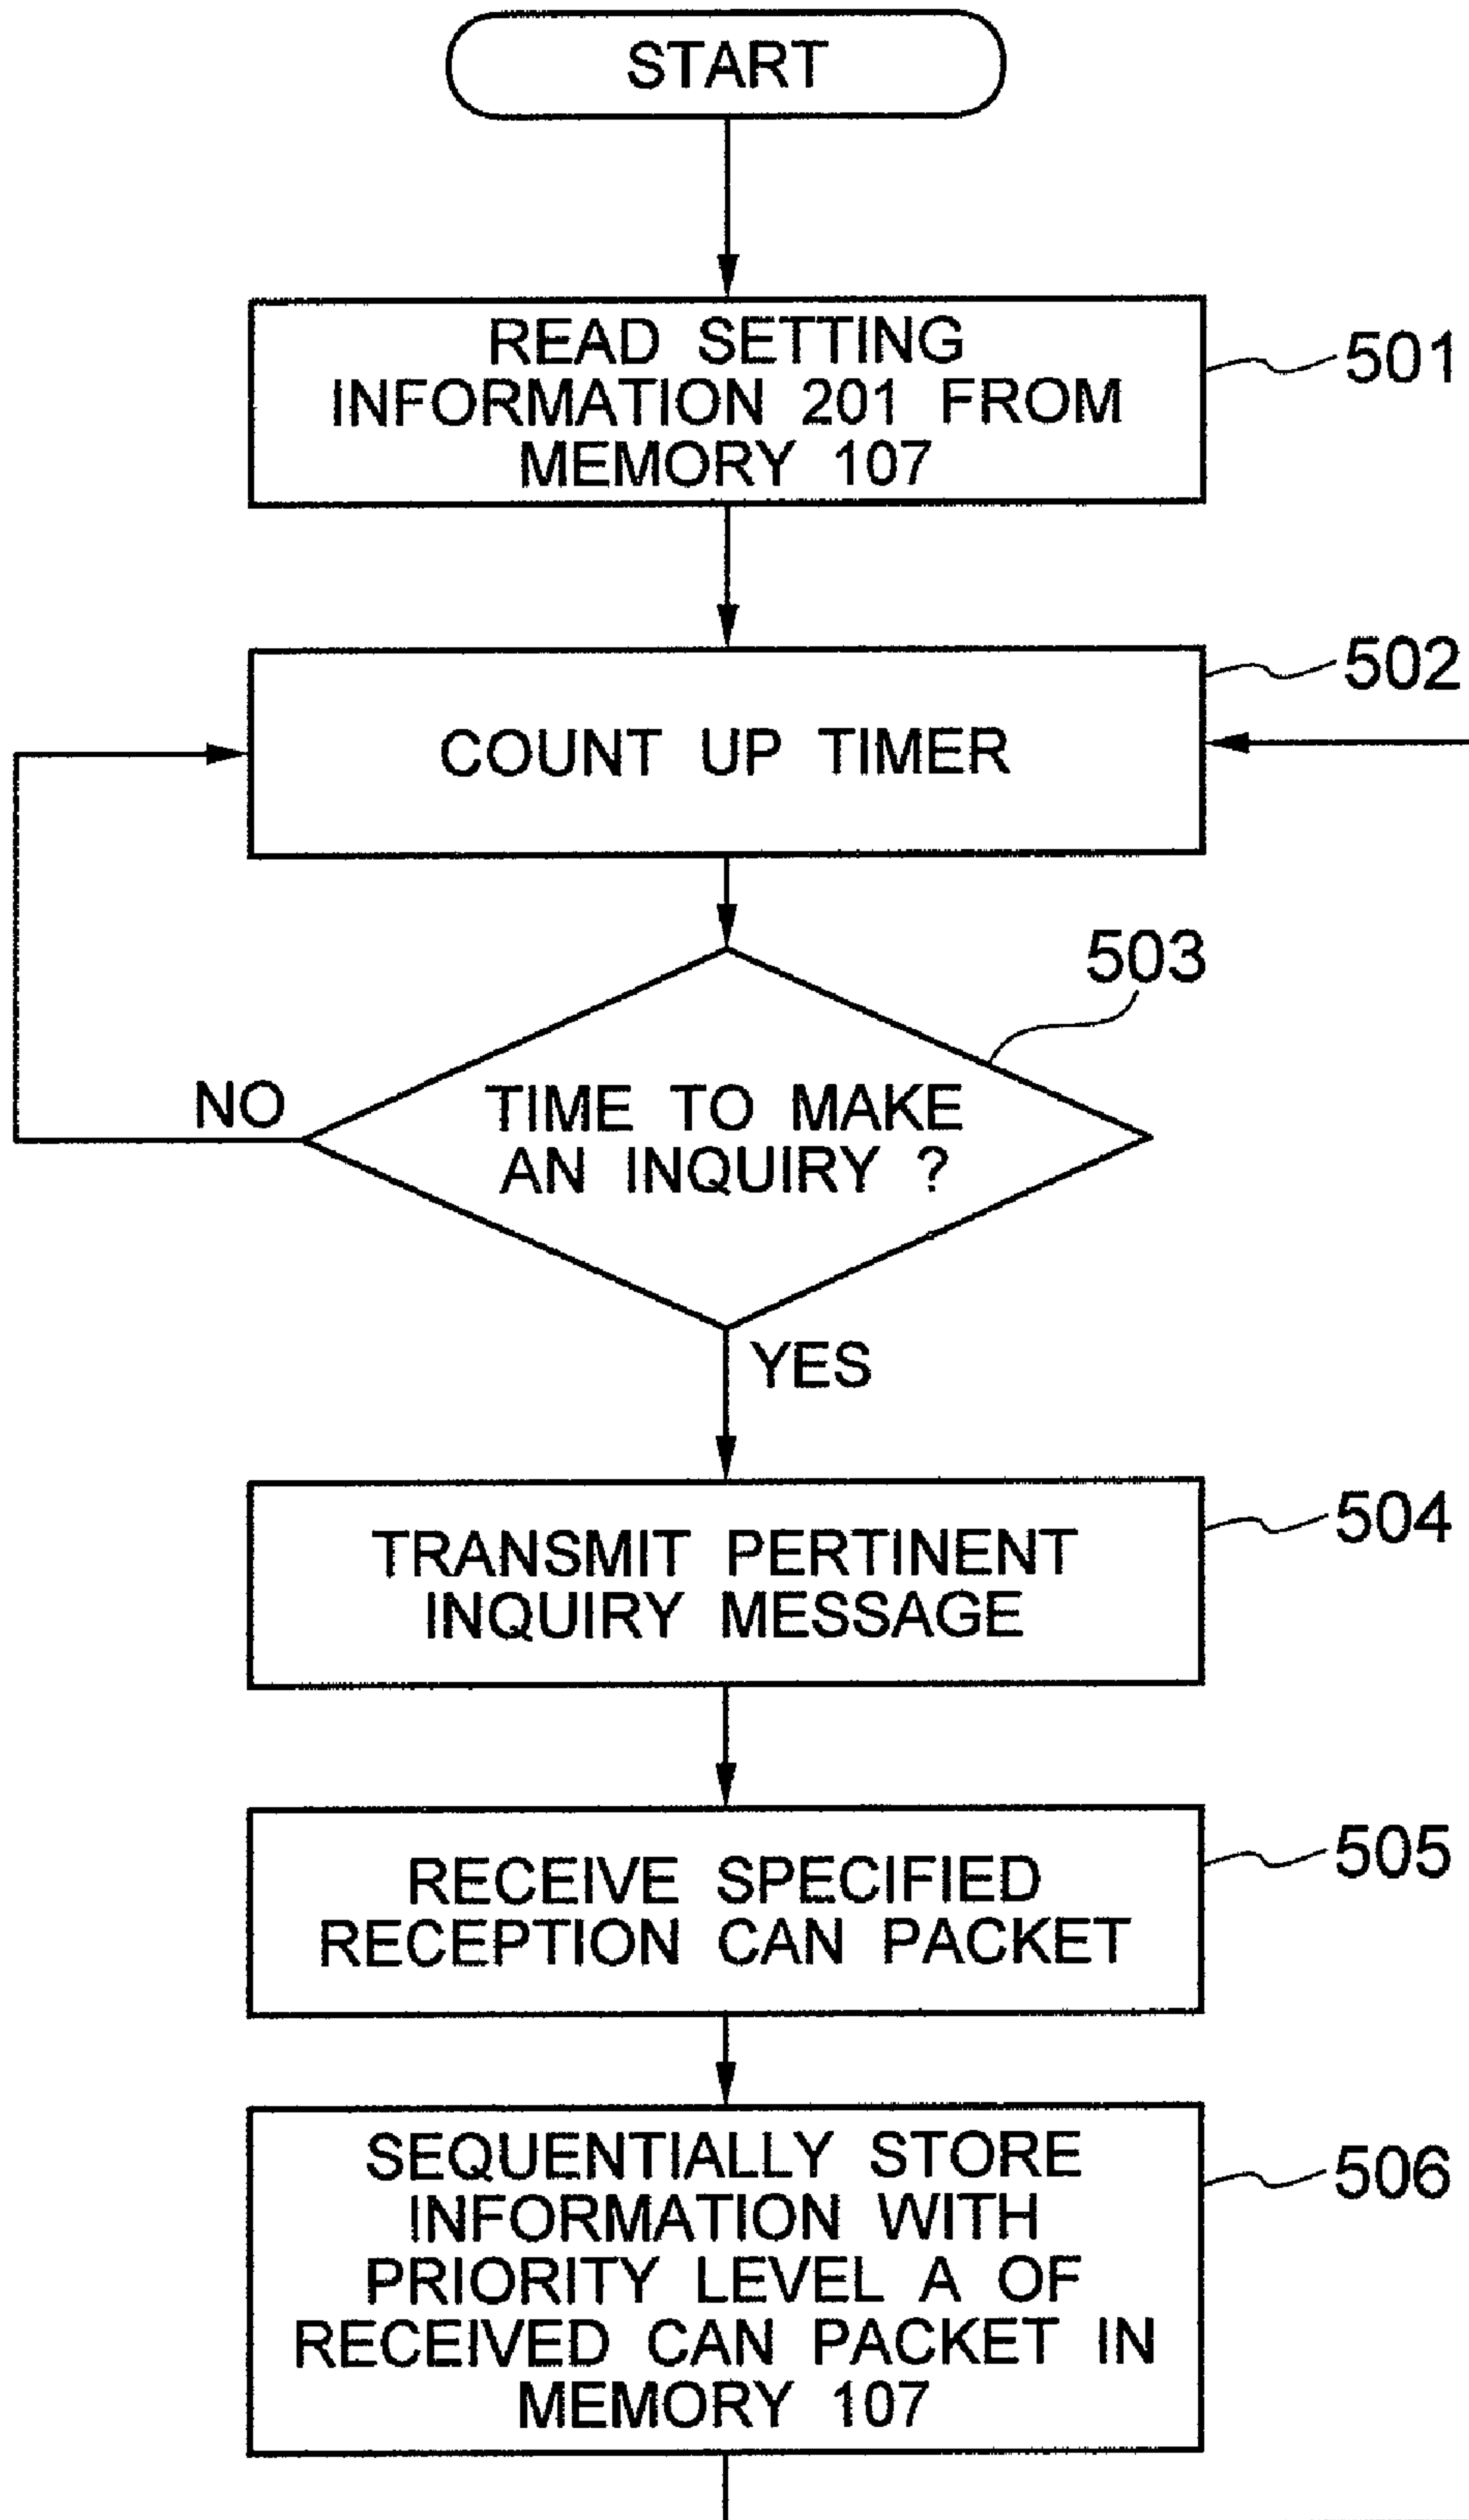 START
READ SETTING
INFORMATION 201 FROM
MEMORY 107
501
COUNT UP TIMER
502
TIME TO MAKE
AN INQUIRY ?
503
NO
YES
TRANSMIT PERTINENT
INQUIRY MESSAGE
504
RECEIVE SPECIFIED
RECEPTION CAN PACKET
505
SEQUENTIALLY STORE
INFORMATION WITH
PRIORITY LEVEL A OF
RECEIVED CAN PACKET IN
MEMORY 107
506